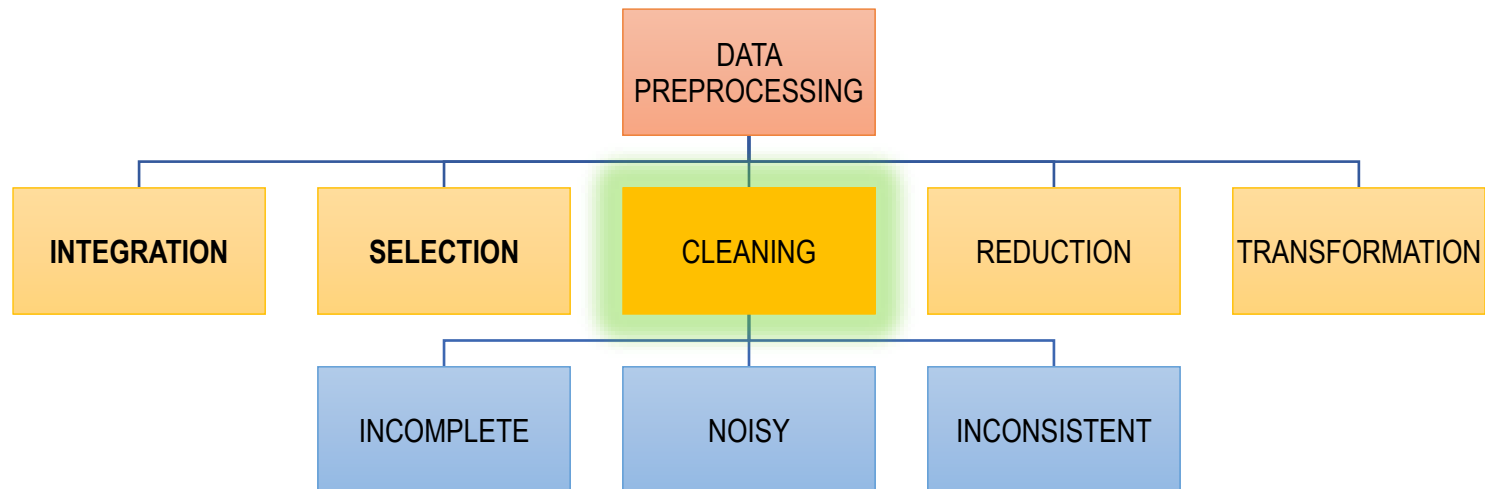 DATA
PREPROCESSING
INTEGRATION
SELECTION
CLEANING
REDUCTION
TRANSFORMATION
INCOMPLETE
NOISY
INCONSISTENT